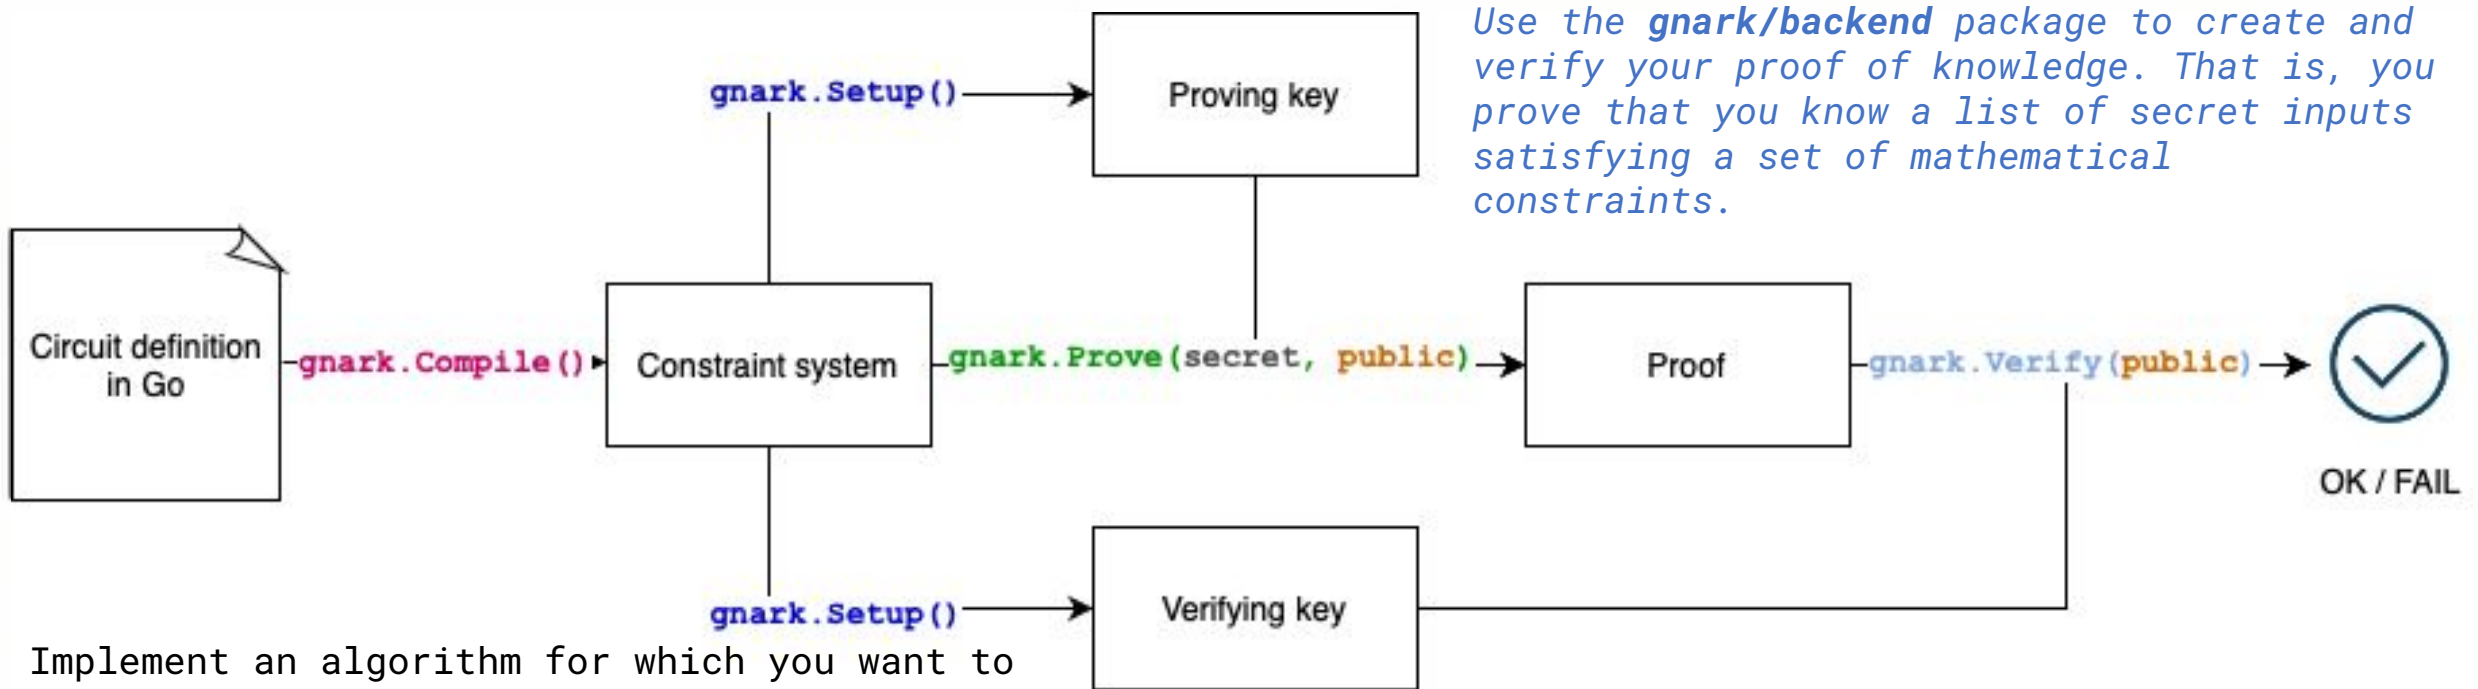 Use the gnark/backend package to create and
verify your proof of knowledge. That is, you
prove that you know a list of secret inputs
satisfying a set of mathematical
constraints.
gnark.Setup()
Proving key
Circuit definition
in Go
gnark.Compile()
Constraint system
gnark.Prove(secret, public)
Proof
gnark.Verify(public)
OK / FAIL
gnark.Setup()
Verifying key
Implement an algorithm for which you want to